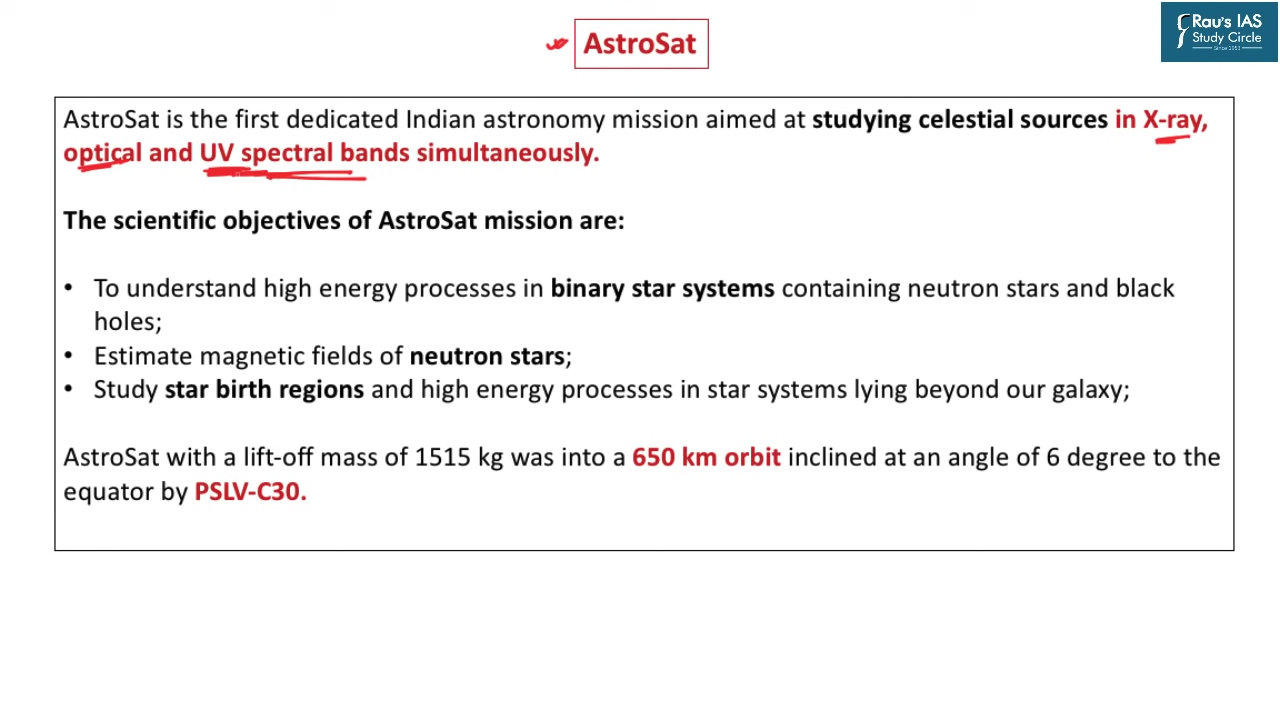 AstroSat
Rau's IAS
Study Circle
Since 1953
AstroSat is the first dedicated Indian astronomy mission aimed at studying celestial sources in X-ray,
optical and UV spectral bands simultaneously.
The scientific objectives of AstroSat mission are:
• To understand high energy processes in binary star systems containing neutron stars and black
holes;
• Estimate magnetic fields of neutron stars;
• Study star birth regions and high energy processes in star systems lying beyond our galaxy;
AstroSat with a lift-off mass of 1515 kg was into a 650 km orbit inclined at an angle of 6 degree to the
equator by PSLV-C30.